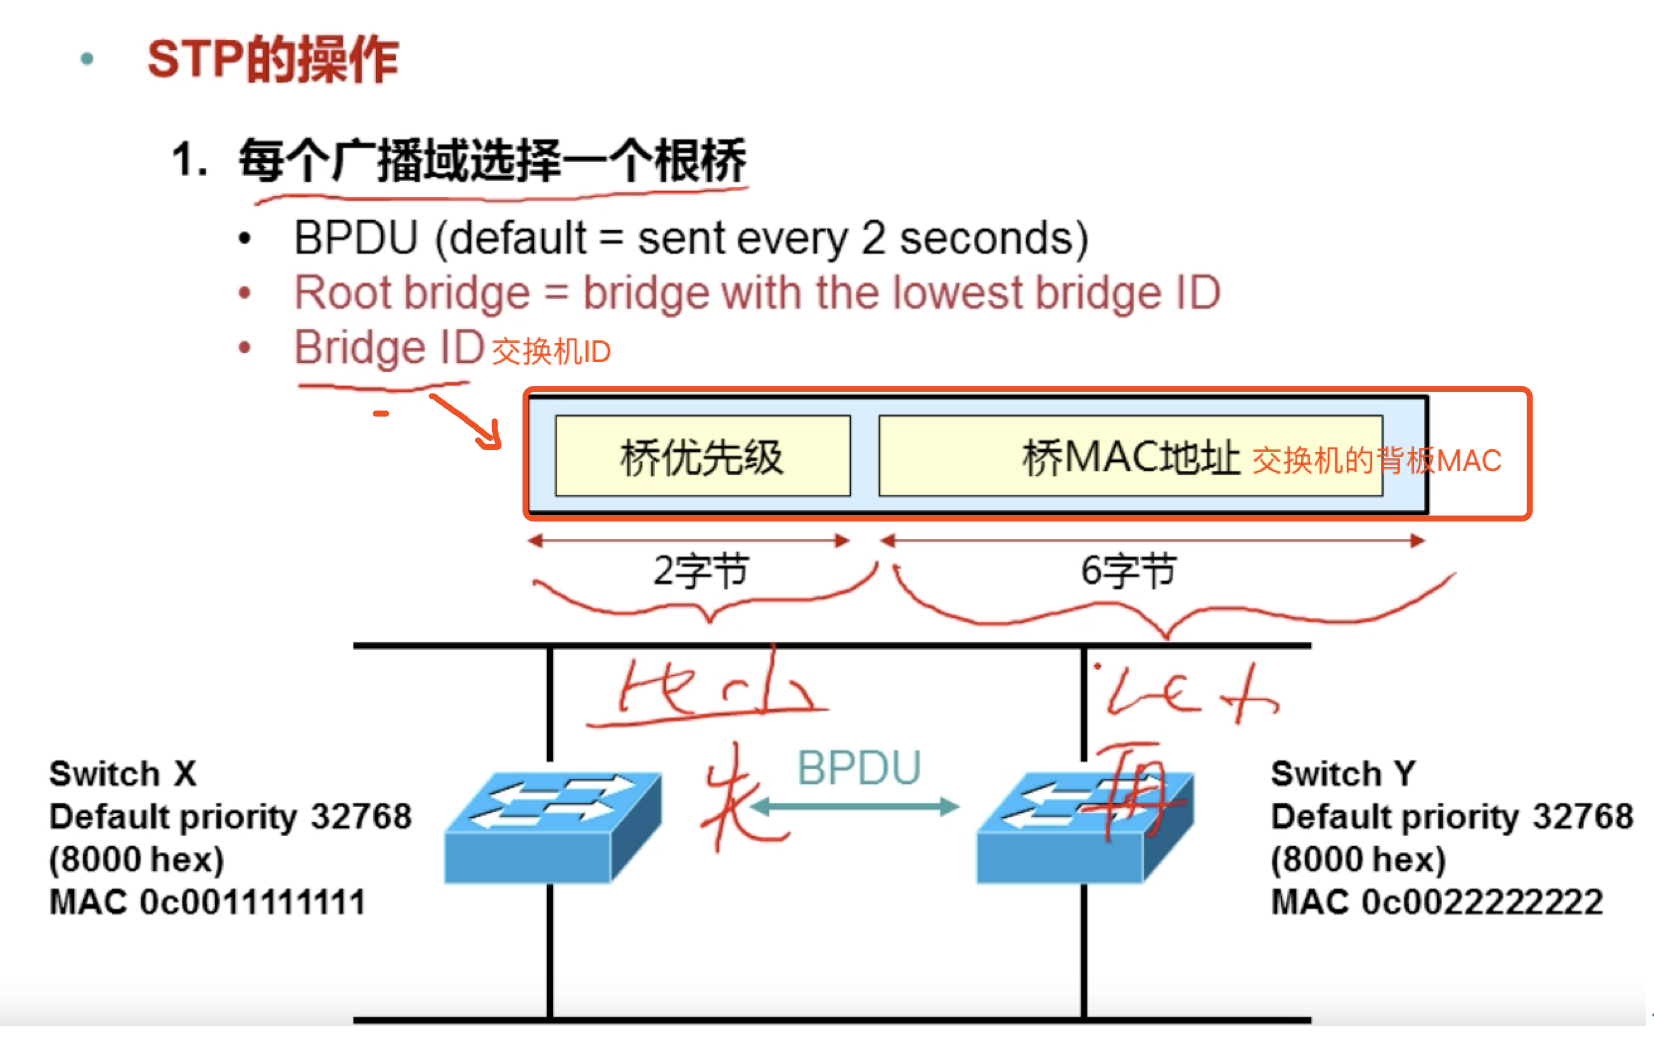 STP的操作
1. 每个广播域选择一个根桥
BPDU (default = sent every 2 seconds)
Root bridge = bridge with the lowest bridge ID
Bridge ID 交换机ID
桥优先级 桥MAC地址 交换机的背板MAC
2字节 6字节
先 BPDU 再
Switch X
Default priority 32768
(8000 hex)
MAC 0c0011111111
Switch Y
Default priority 32768
(8000 hex)
MAC 0c0022222222